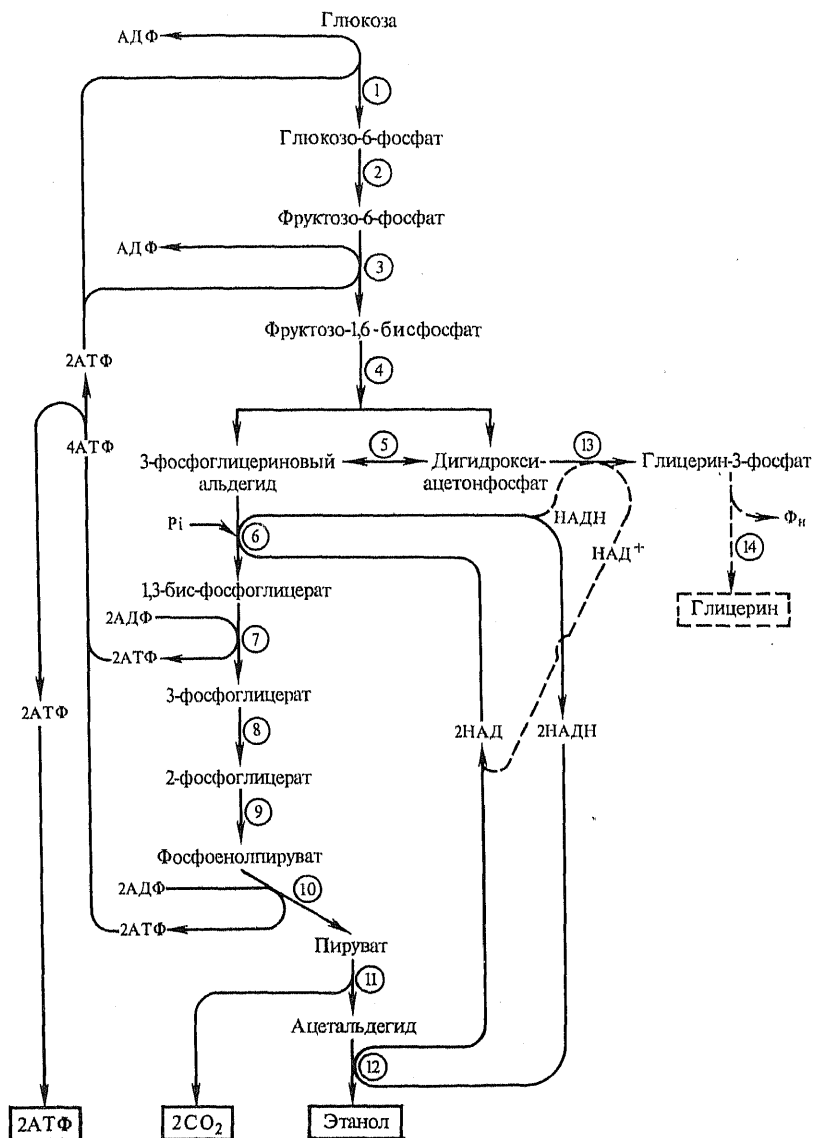 Глюкоза
АДФ
1
Глюкозо-6-фосфат
2
Фруктозо-6-фосфат
АДФ
3
Фруктозо-1,6-бисфосфат
2АТФ
4
4АТФ
3-фосфоглицериновый
альдегид
5
Дигидрокси-
ацетонфосфат
13
Глицерин-3-фосфат
Pi
6
НАДН
НАД+
Фн
14
Глицерин
1,3-бис-фосфоглицерат
2АДФ
7
2АТФ
3-фосфоглицерат
2АТФ
8
2НАД
2НАДН
2-фосфоглицерат
9
Фосфоенолпируват
2АДФ
10
2АТФ
Пируват
11
Ацетальдегид
12
2АТФ
2CO2
Этанол